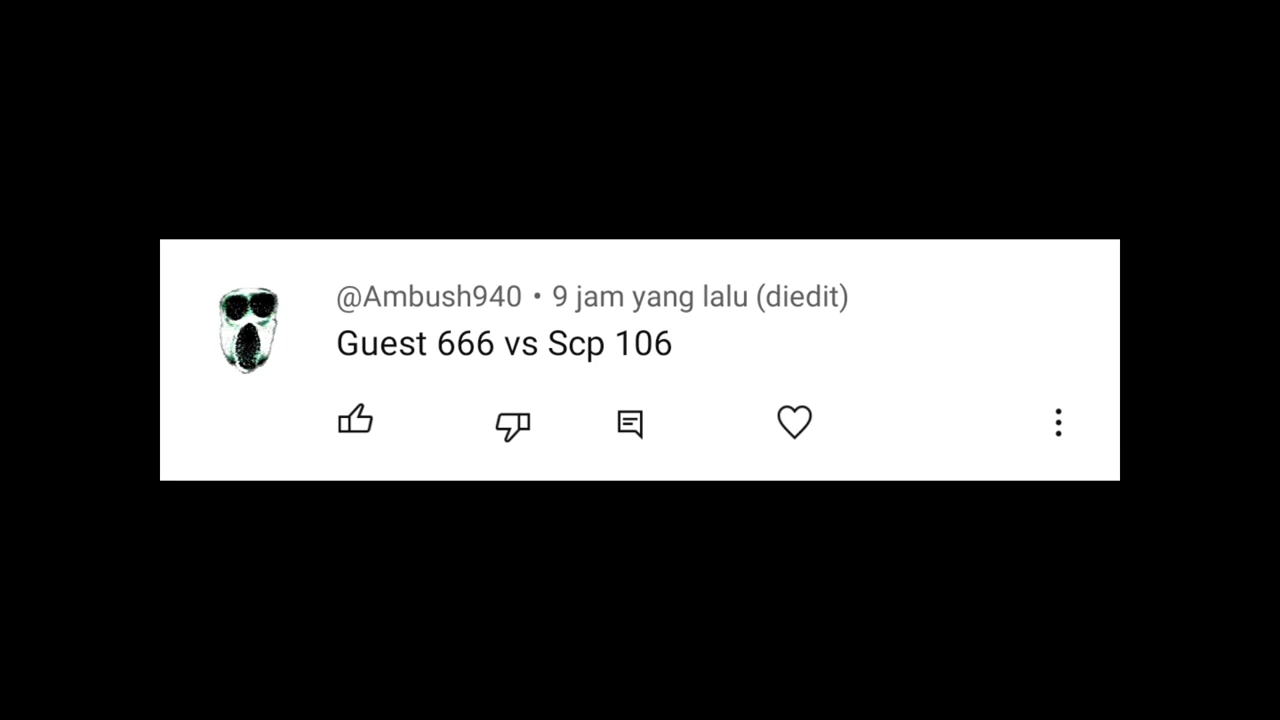 @Ambush940 • 9 jam yang lalu (diedit)
Guest 666 vs Scp 106